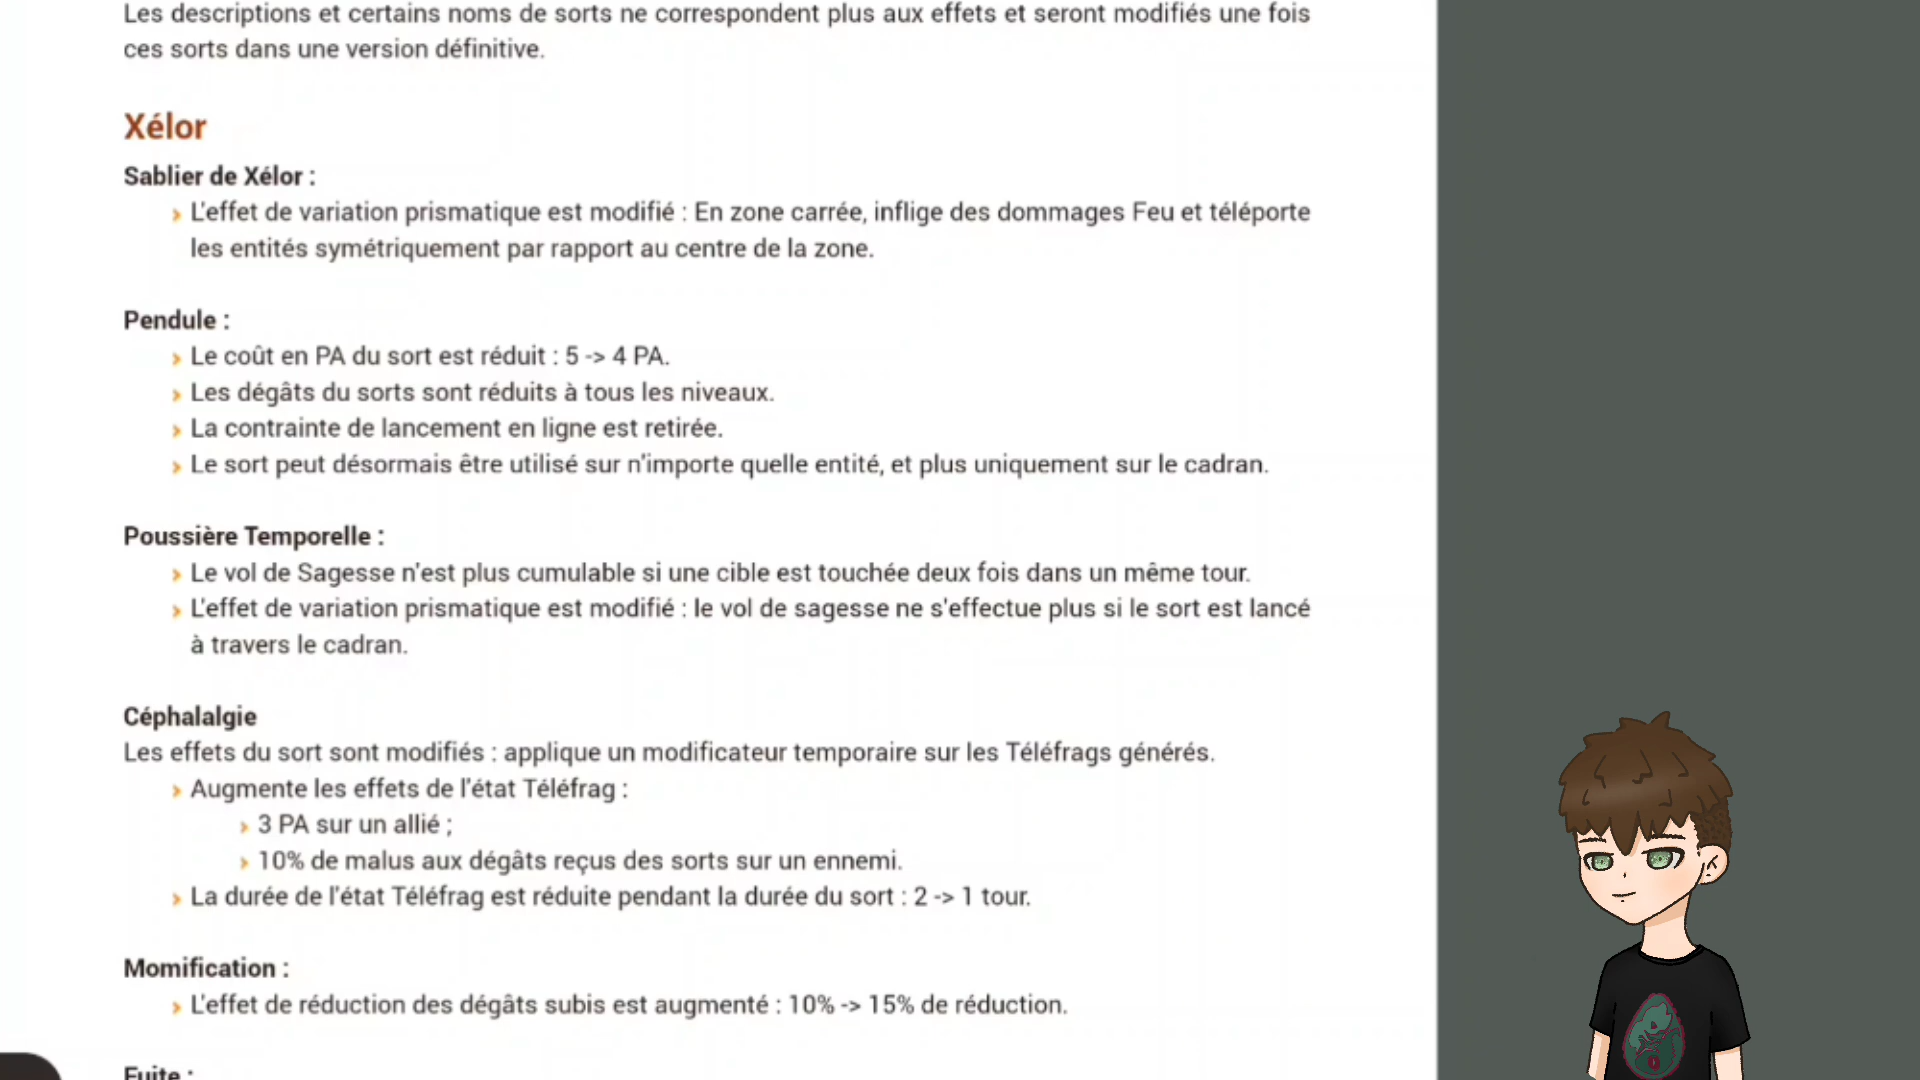 Les descriptions et certains noms de sorts ne correspondent plus aux effets et seront modifiés une fois
ces sorts dans une version définitive.
Xélor
Sablier de Xélor :
› L'effet de variation prismatique est modifié : En zone carrée, inflige des dommages Feu et téléporte
les entités symétriquement par rapport au centre de la zone.
Pendule :
› Le coût en PA du sort est réduit : 5 -> 4 PA.
› Les dégâts du sorts sont réduits à tous les niveaux.
› La contrainte de lancement en ligne est retirée.
› Le sort peut désormais être utilisé sur n'importe quelle entité, et plus uniquement sur le cadran.
Poussière Temporelle :
› Le vol de Sagesse n'est plus cumulable si une cible est touchée deux fois dans un même tour.
› L'effet de variation prismatique est modifié : le vol de sagesse ne s'effectue plus si le sort est lancé
à travers le cadran.
Céphalalgie
Les effets du sort sont modifiés : applique un modificateur temporaire sur les Téléfrags générés.
› Augmente les effets de l'état Téléfrag :
› 3 PA sur un allié ;
› 10% de malus aux dégâts reçus des sorts sur un ennemi.
› La durée de l'état Téléfrag est réduite pendant la durée du sort : 2 -> 1 tour.
Momification :
› L'effet de réduction des dégâts subis est augmenté : 10% -> 15% de réduction.
Fuite :